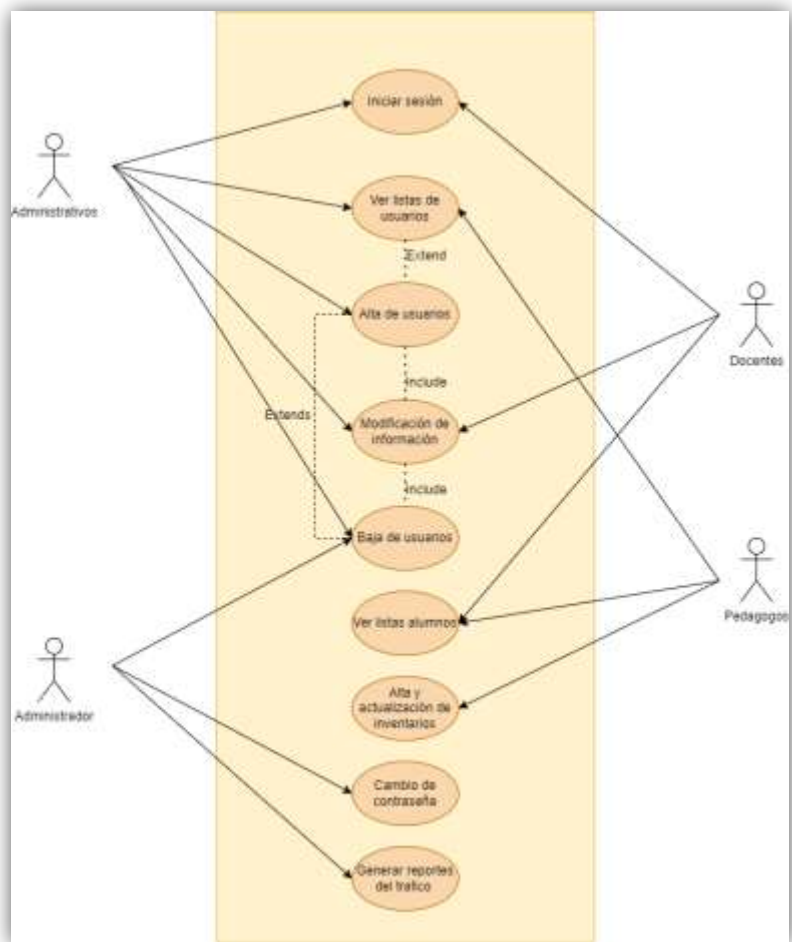 Iniciar sesión
Administrativos
Ver listas de
usuarios
Extend
Alta de usuarios
Docentes
Include
Extends
Modificación de
información
Include
Baja de usuarios
Pedagogos
Ver listas alumnos
Administrador
Alta y
actualización de
inventarios
Cambio de
contraseña
Generar reportes
del trafico